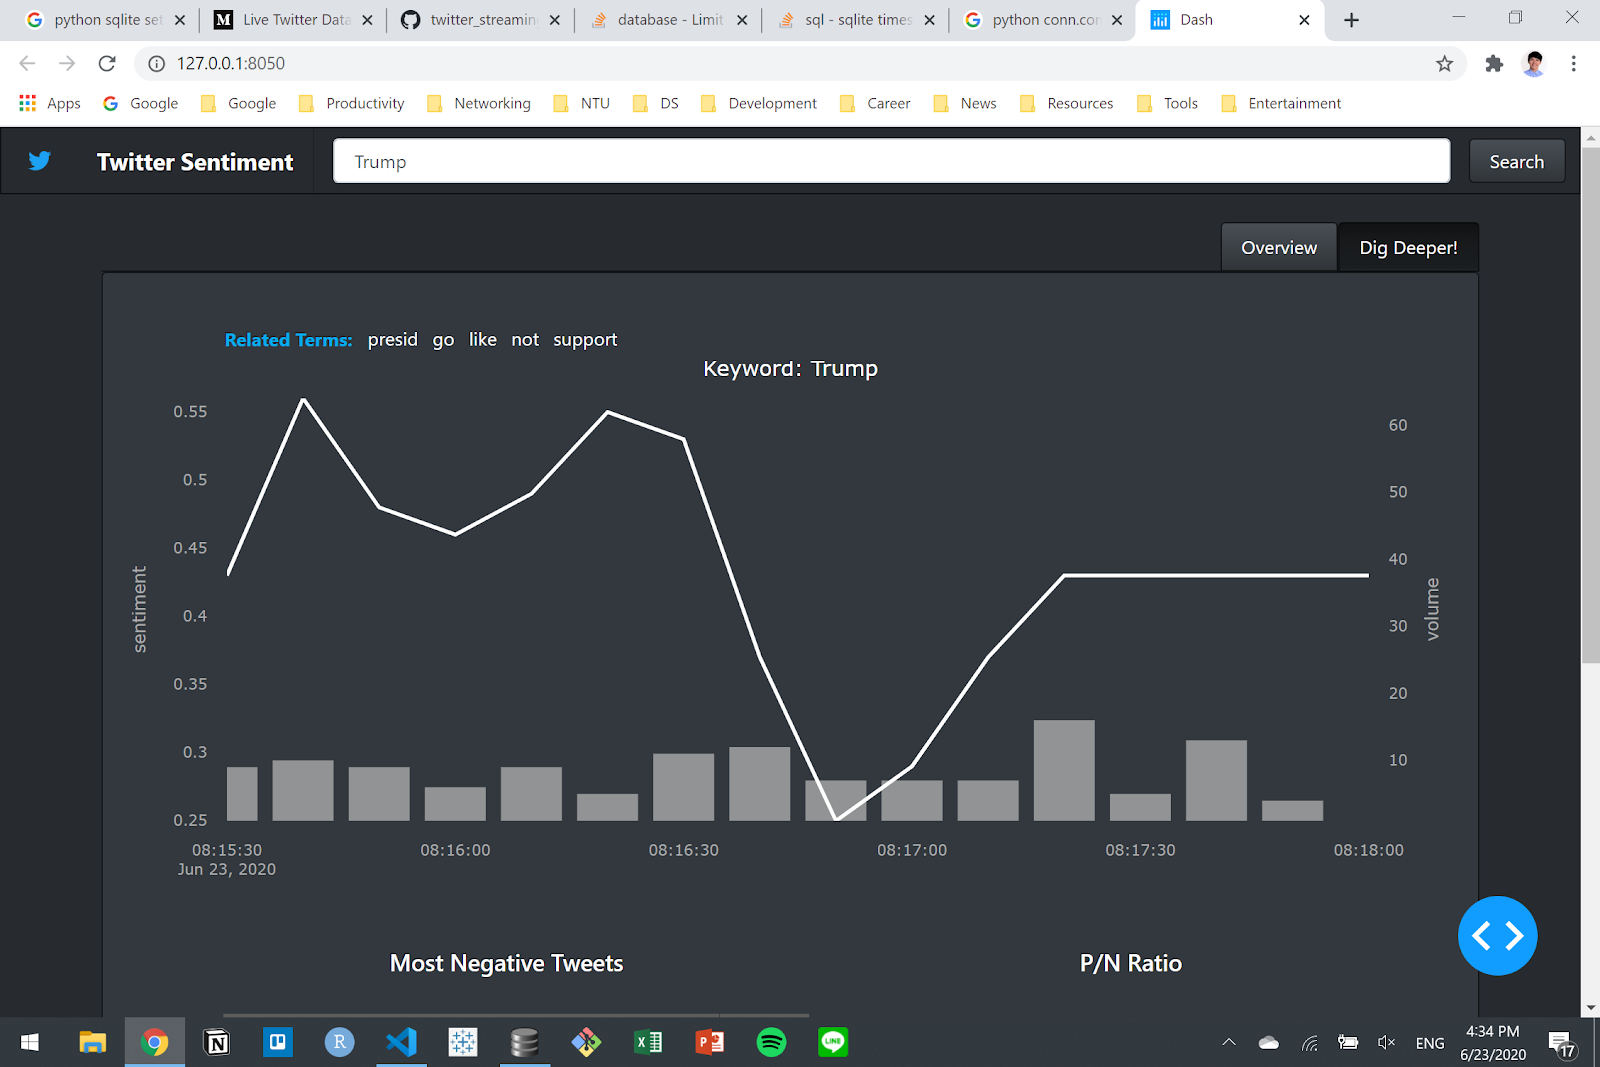 python sqlite set
Live Twitter Data
twitter_streamin
database - Limit
sql - sqlite times
python conn.con
Dash
127.0.0.1:8050
Apps Google Google Productivity Networking NTU DS Development Career News Resources Tools Entertainment
Twitter Sentiment
Trump
Search
Overview
Dig Deeper!
Related Terms: presid go like not support
Keyword: Trump
0.55
0.5
0.45
0.4
0.35
0.3
0.25
sentiment
60
50
40
30
20
10
volume
08:15:30 08:16:00 08:16:30 08:17:00 08:17:30 08:18:00
Jun 23, 2020
Most Negative Tweets
P/N Ratio
ENG
4:34 PM
6/23/2020
17